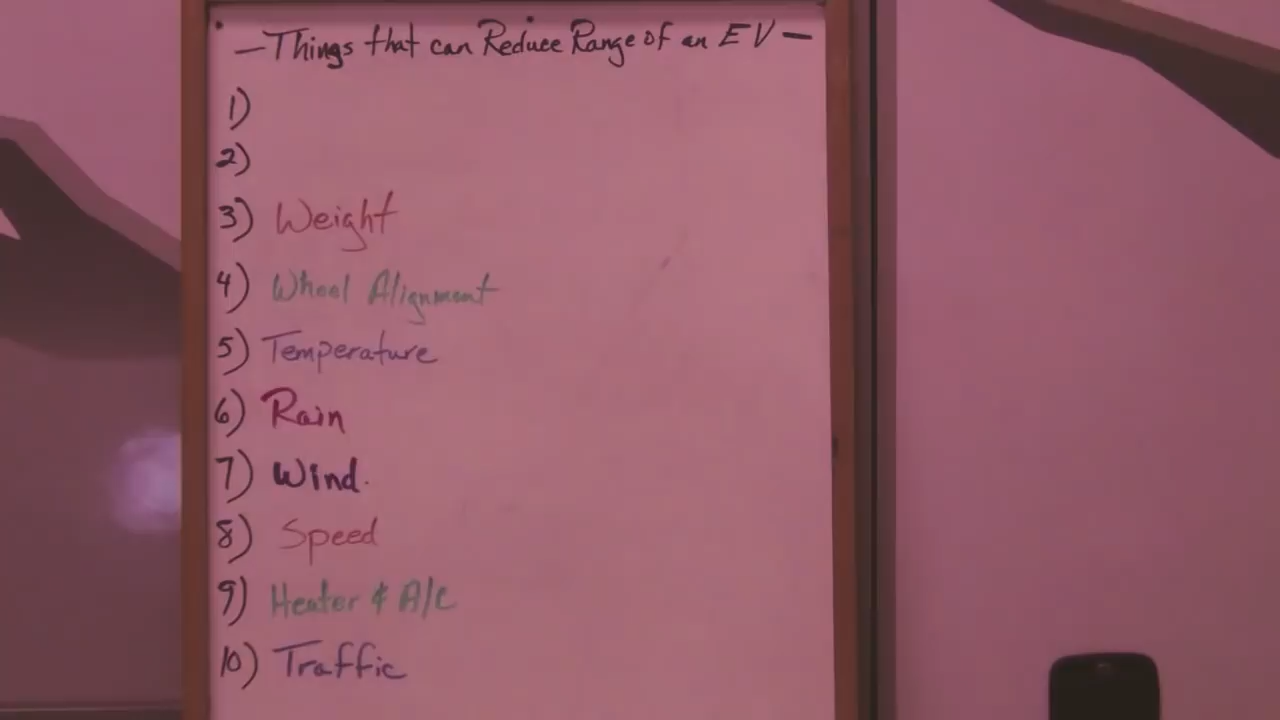 — Things that can Reduce Range of an EV —
1)
2)
3) Weight
4) Wheel Alignment
5) Temperature
6) Rain
7) Wind.
8) Speed
9) Heater & A/C
10) Traffic